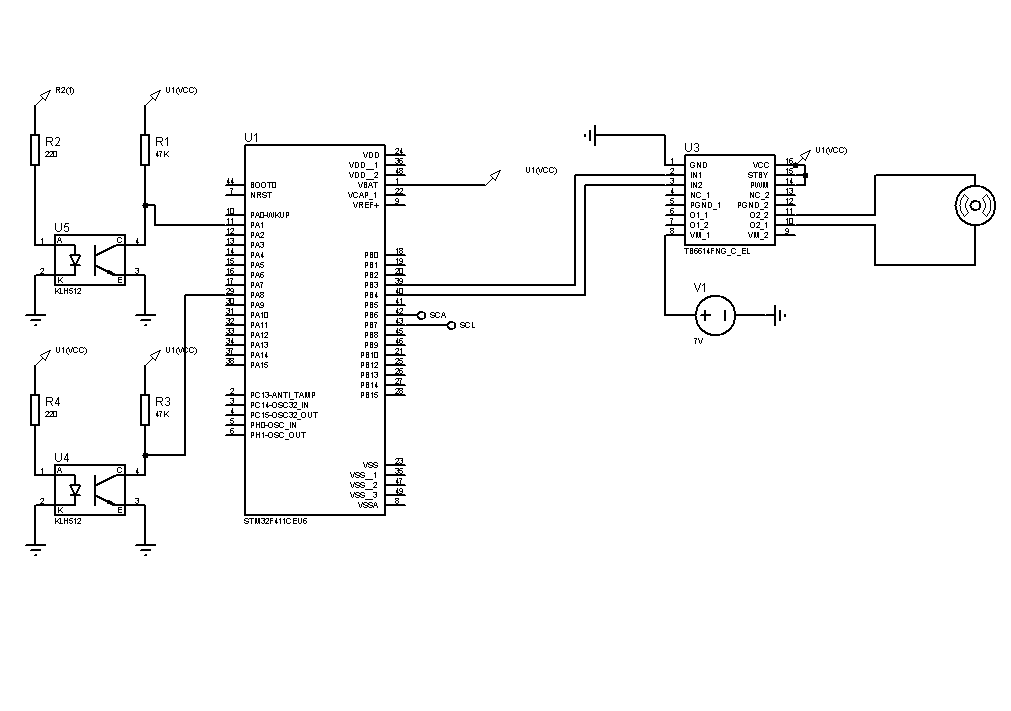 R2(1)
U1(VCC)
R2
220
R1
47K
U5
1
A
C
4
2
K
E
3
KLH512
U1(VCC)
U1(VCC)
R4
220
R3
47K
U4
1
A
C
4
2
K
E
3
KLH512
U1
44 BOOT0
7 NRST
10 PA0-WKUP
11 PA1
12 PA2
13 PA3
14 PA4
15 PA5
16 PA6
17 PA7
29 PA8
30 PA9
31 PA10
32 PA11
33 PA12
34 PA13
37 PA14
38 PA15
2 PC13-ANTI_TAMP
3 PC14-OSC32_IN
4 PC15-OSC32_OUT
5 PH0-OSC_IN
6 PH1-OSC_OUT
VDD 24
VDD__1 36
VDD__2 48
VBAT 1
VCAP_1 22
VREF+ 9
PB0 18
PB1 19
PB2 20
PB3 39
PB4 40
PB5 41
PB6 42
PB7 43
PB8 45
PB9 46
PB10 21
PB12 25
PB13 26
PB14 27
PB15 28
VSS 23
VSS__1 35
VSS__2 47
VSS__3 49
VSSA 8
STM32F411CEU6
U1(VCC)
SCA
SCL
U3
1 GND
2 IN1
3 IN2
4 NC_1
5 PGND_1
6 O1_1
7 O1_2
8 VM_1
VCC 16
STBY 15
PWM 14
NC_2 13
PGND_2 12
O2_2 11
O2_1 10
VM_2 9
TB6614FNG_C_EL
U1(VCC)
V1
7V